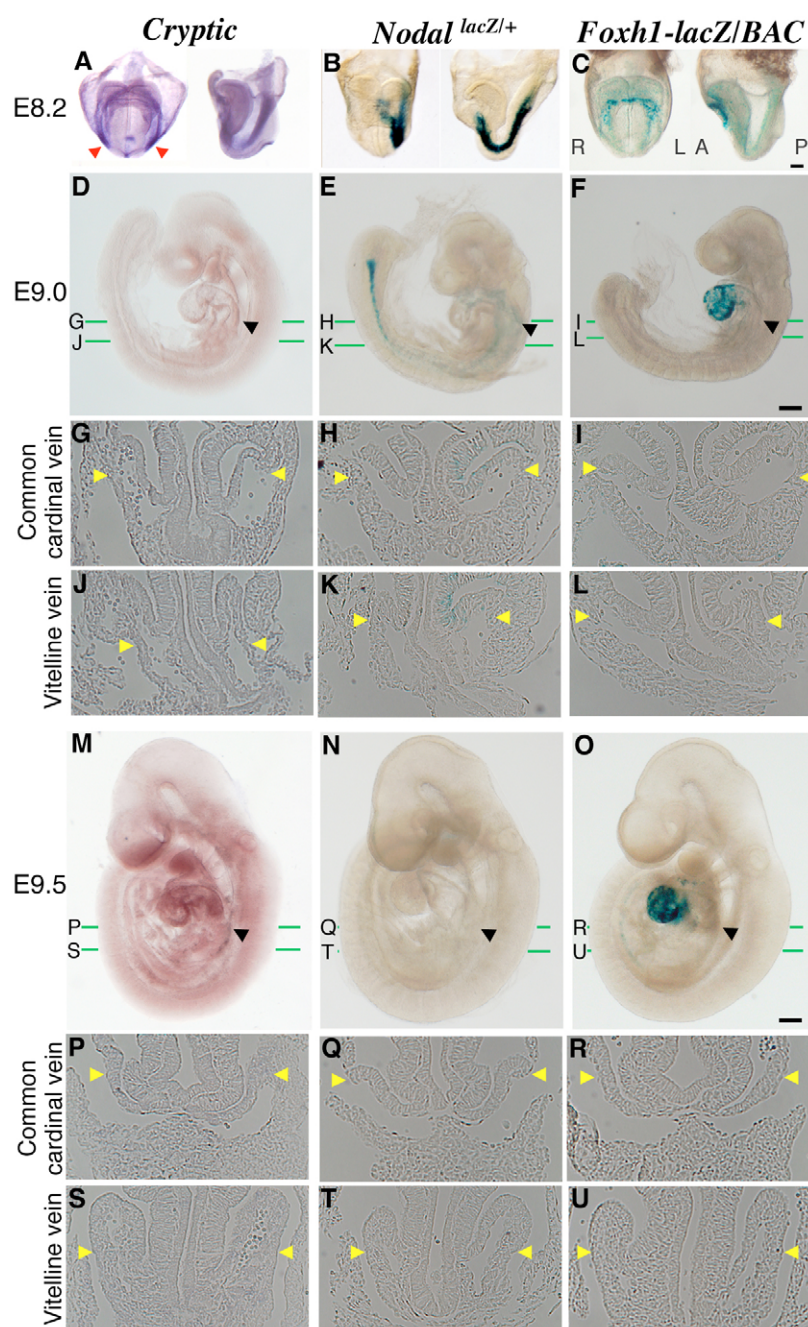 Cryptic Nodal lacZ/+ Foxh1-lacZ/BAC
E8.2
A B C
R L A P
D E F
E9.0
G H I
J K L
Common cardinal vein
G H I
Vitelline vein
J K L
M N O
E9.5
P Q R
S T U
Common cardinal vein
P Q R
Vitelline vein
S T U